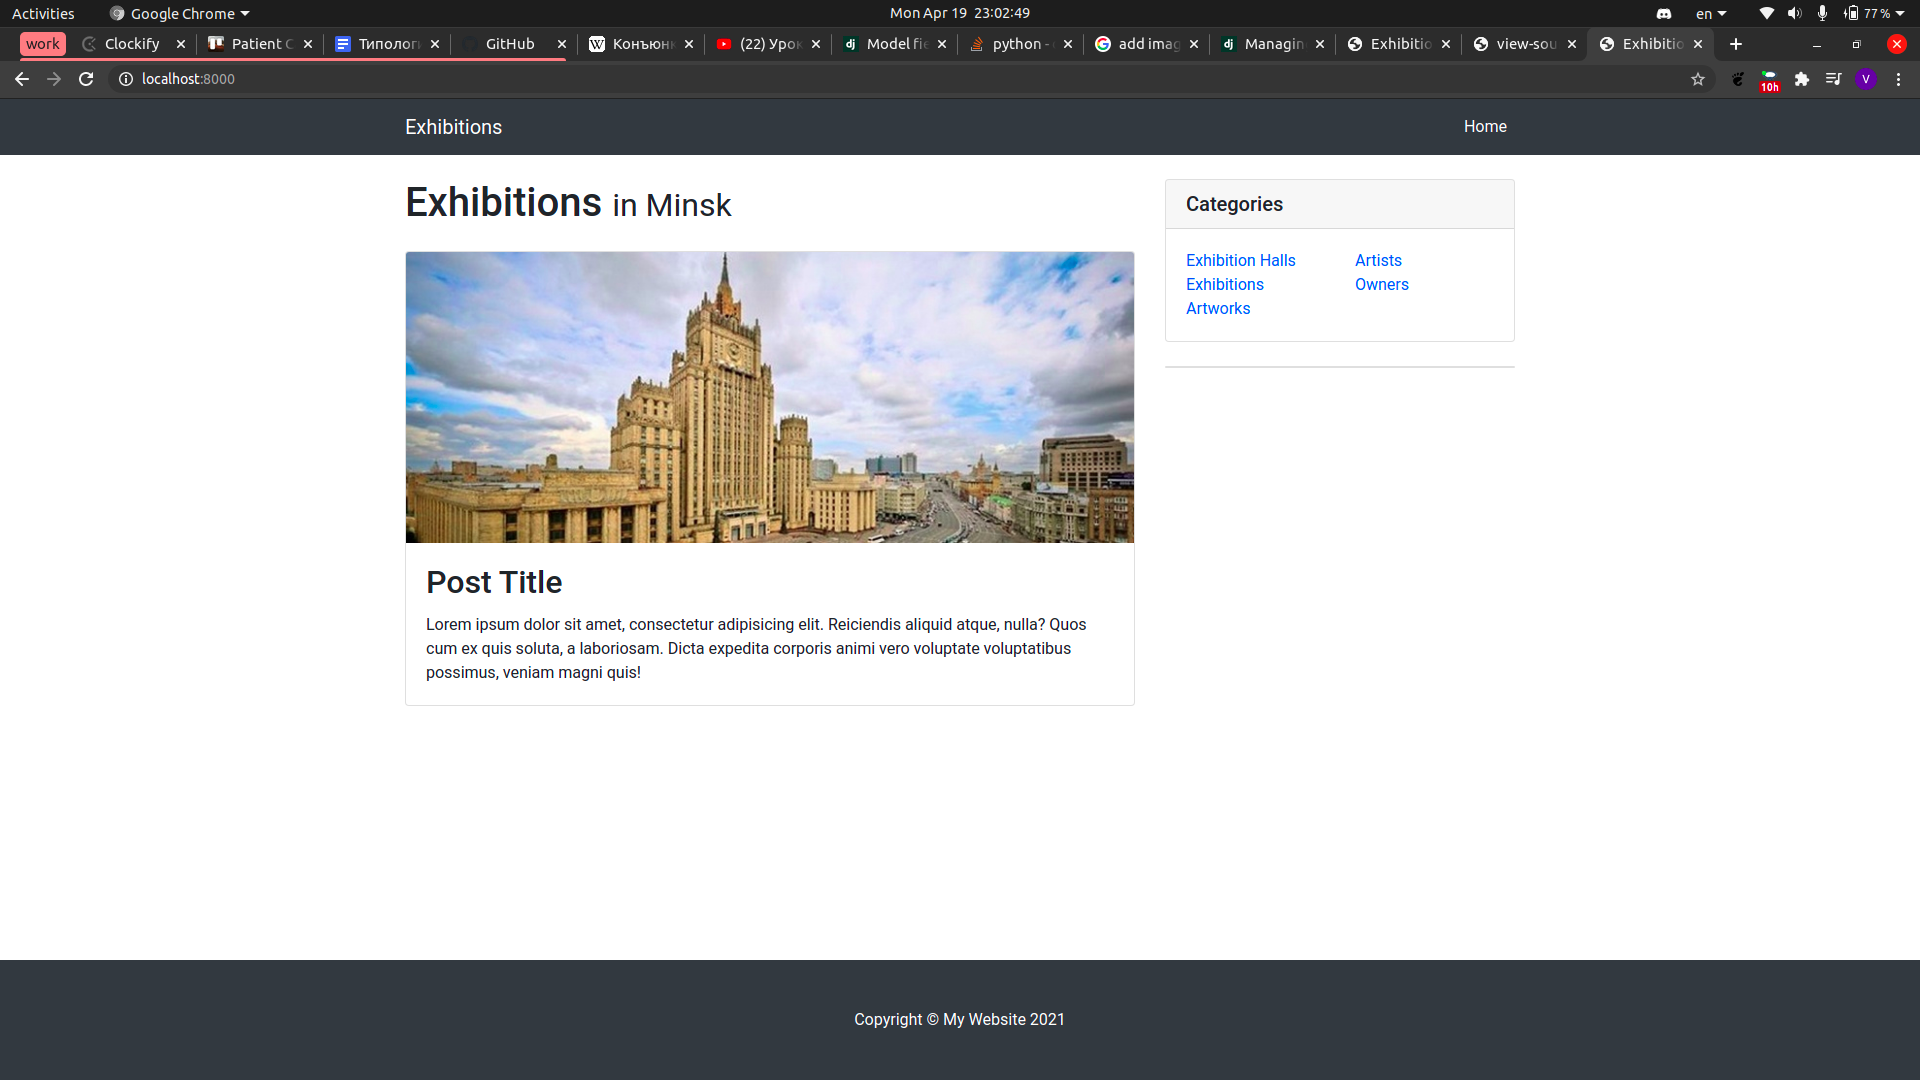 Activities Google Chrome Mon Apr 19 23:02:49 en 77 %
work Clockify Patient C Типолог GitHub Конъюнк (22) Урок Model fie python - add imag Managin Exhibitio view-sou Exhibitio
localhost:8000 10h V
Exhibitions Home
Exhibitions in Minsk
Categories
Exhibition Halls Artists
Exhibitions Owners
Artworks
Post Title
Lorem ipsum dolor sit amet, consectetur adipisicing elit. Reiciendis aliquid atque, nulla? Quos
cum ex quis soluta, a laboriosam. Dicta expedita corporis animi vero voluptate voluptatibus
possimus, veniam magni quis!
Copyright © My Website 2021